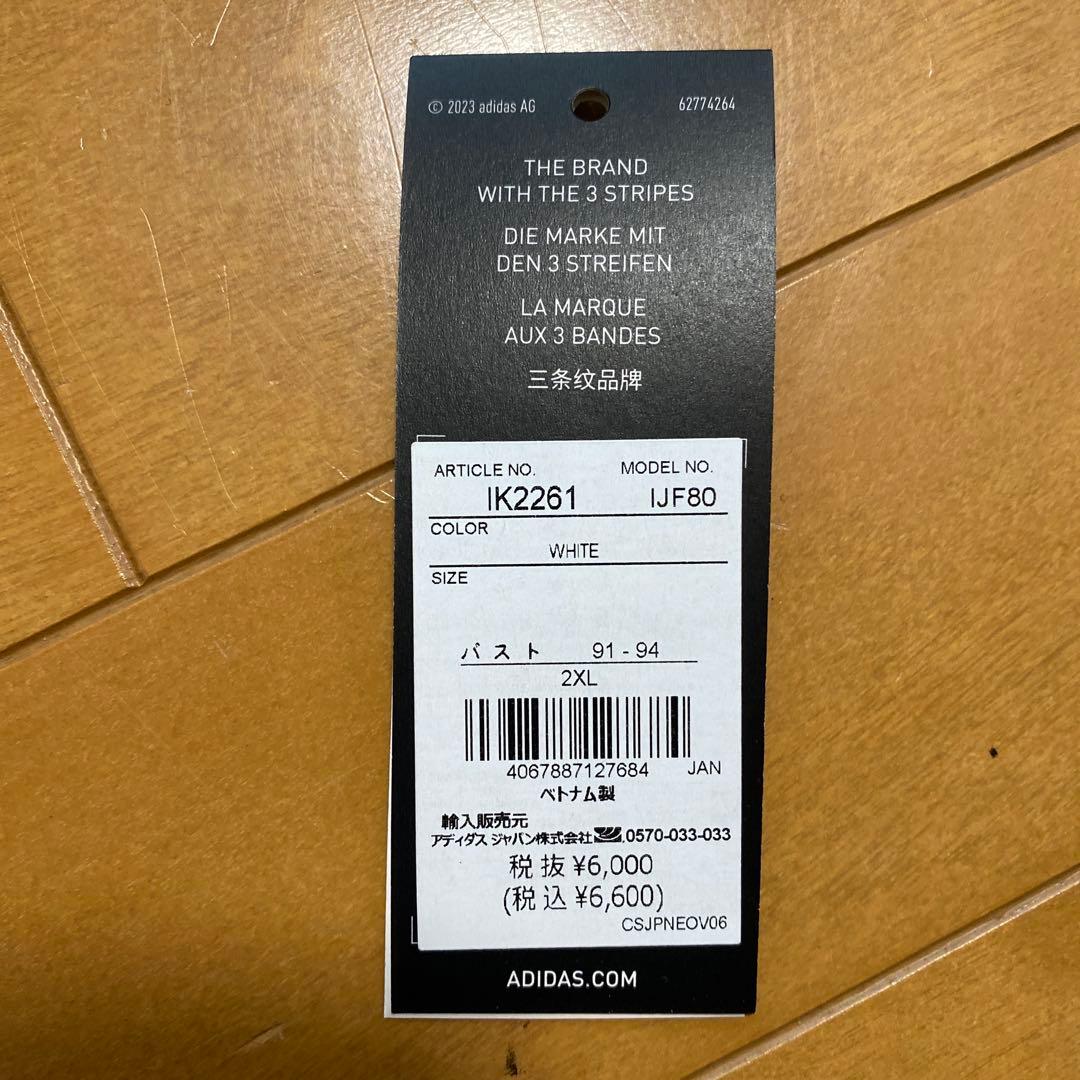 © 2023 adidas AG
62774264
THE BRAND
WITH THE 3 STRIPES
DIE MARKE MIT
DEN 3 STREIFEN
LA MARQUE
AUX 3 BANDES
三条纹品牌
ARTICLE NO. MODEL NO.
IK2261 IJF80
COLOR
WHITE
SIZE
バスト 91 - 94
2XL
4067887127684 JAN
ベトナム製
輸入販売元
アディダス ジャパン株式会社 0570-033-033
税抜 ¥6,000
(税込 ¥6,600)
CSJPNEOV06
ADIDAS.COM